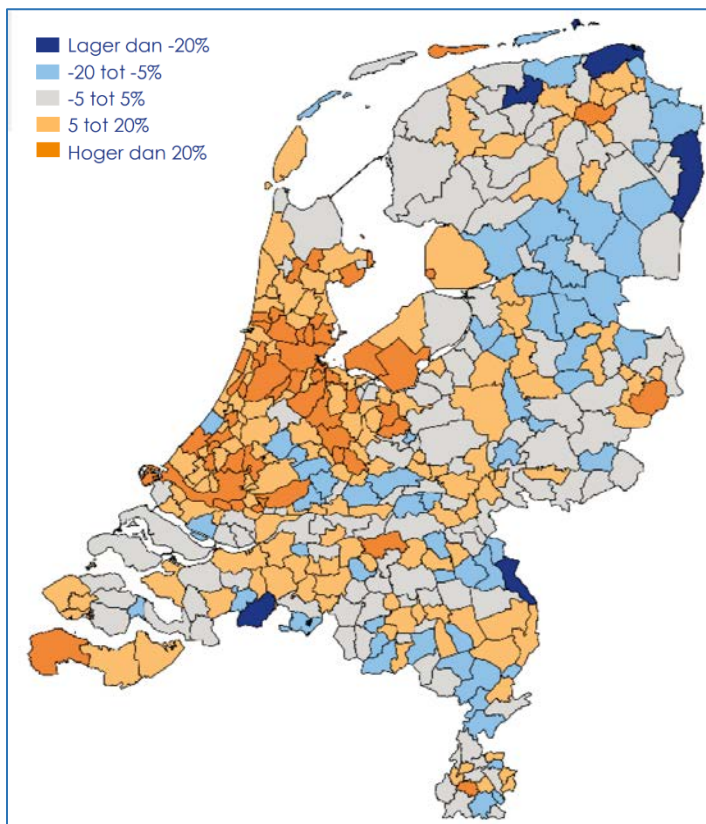 Lager dan -20%
-20 tot -5%
-5 tot 5%
5 tot 20%
Hoger dan 20%